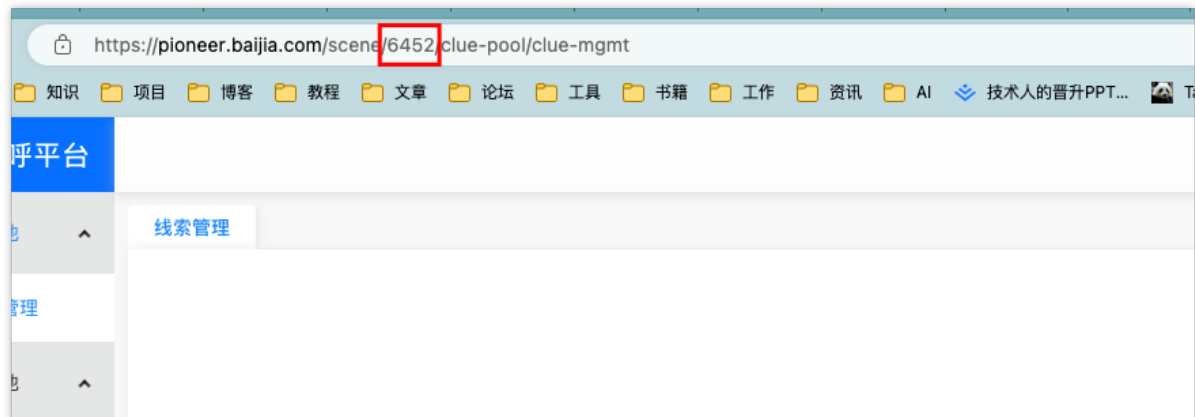 https://pioneer.baijia.com/scene/6452/clue-pool/clue-mgmt
知识 项目 博客 教程 文章 论坛 工具 书籍 工作 资讯 AI 技术人的晋升PPT...
呼平台
线索管理
管理